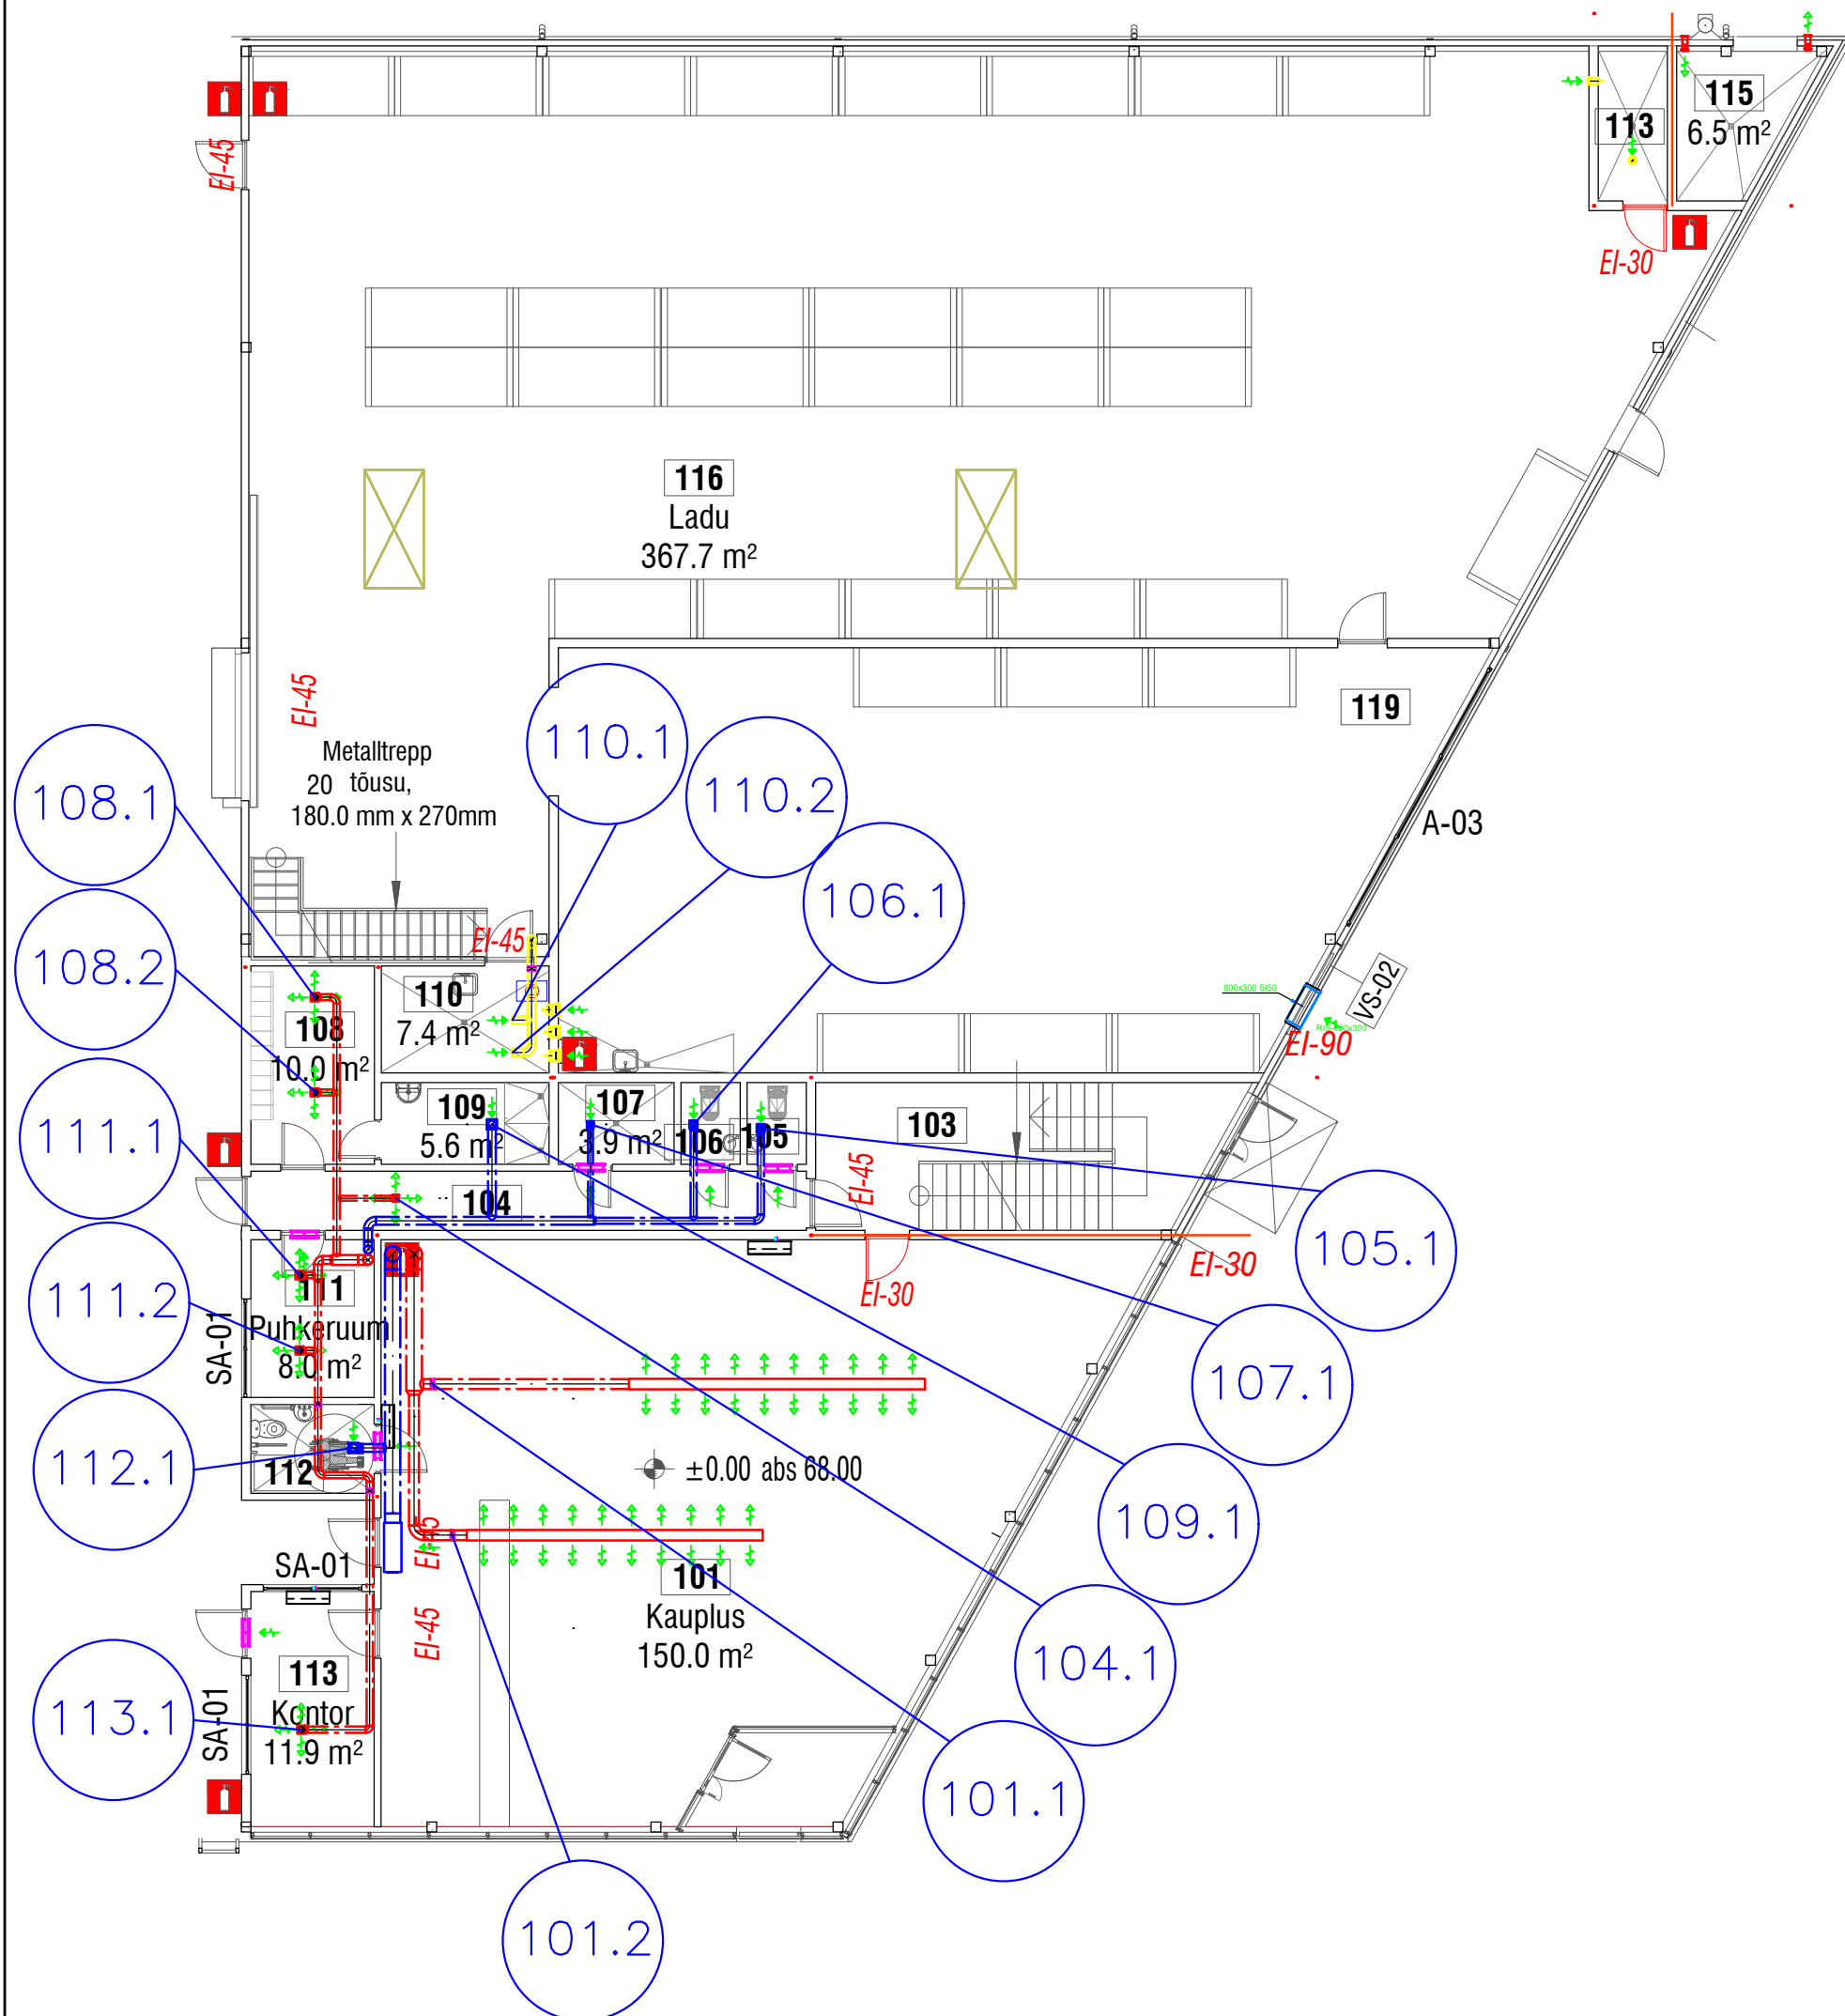 115
6.5 m²
113
EI-45
EI-30
116
Ladu
367.7 m²
EI-45
119
110.1
Metalltrepp
20 tõusu,
180.0 mm x 270mm
110.2
108.1
A-03
106.1
EI-45
108.2
110
7.4 m²
800x300 SI50
VS-02
EI-90
108
10.0 m²
109
5.6 m²
107
3.9 m²
106
105
103
111.1
EI-45
104
105.1
EI-30
EI-30
111
Puhkeruum
8.0 m²
111.2
SA-01
107.1
112.1
112
±0.00 abs 68.00
109.1
EI-45
SA-01
101
Kauplus
150.0 m²
EI-45
104.1
113
Kontor
11.9 m²
113.1
SA-01
101.1
101.2